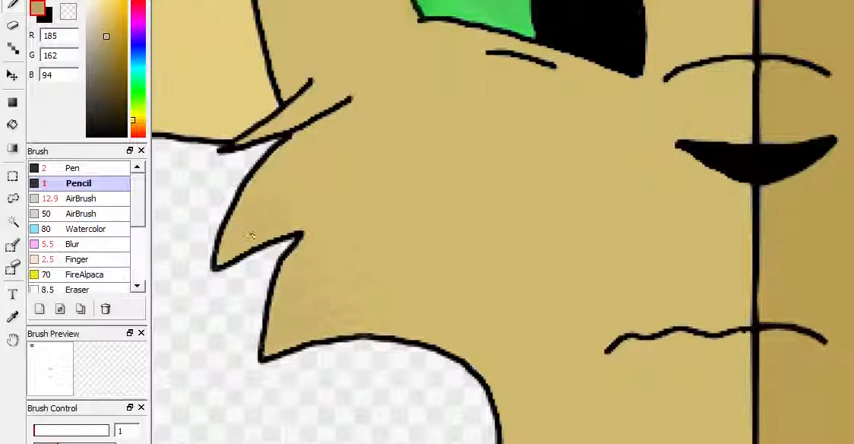 R 185
G 162
B 94
Brush
2 Pen
1 Pencil
12.9 AirBrush
50 AirBrush
80 Watercolor
5.5 Blur
2.5 Finger
70 FireAlpaca
8.5 Eraser
Brush Preview
Brush Control
1
T